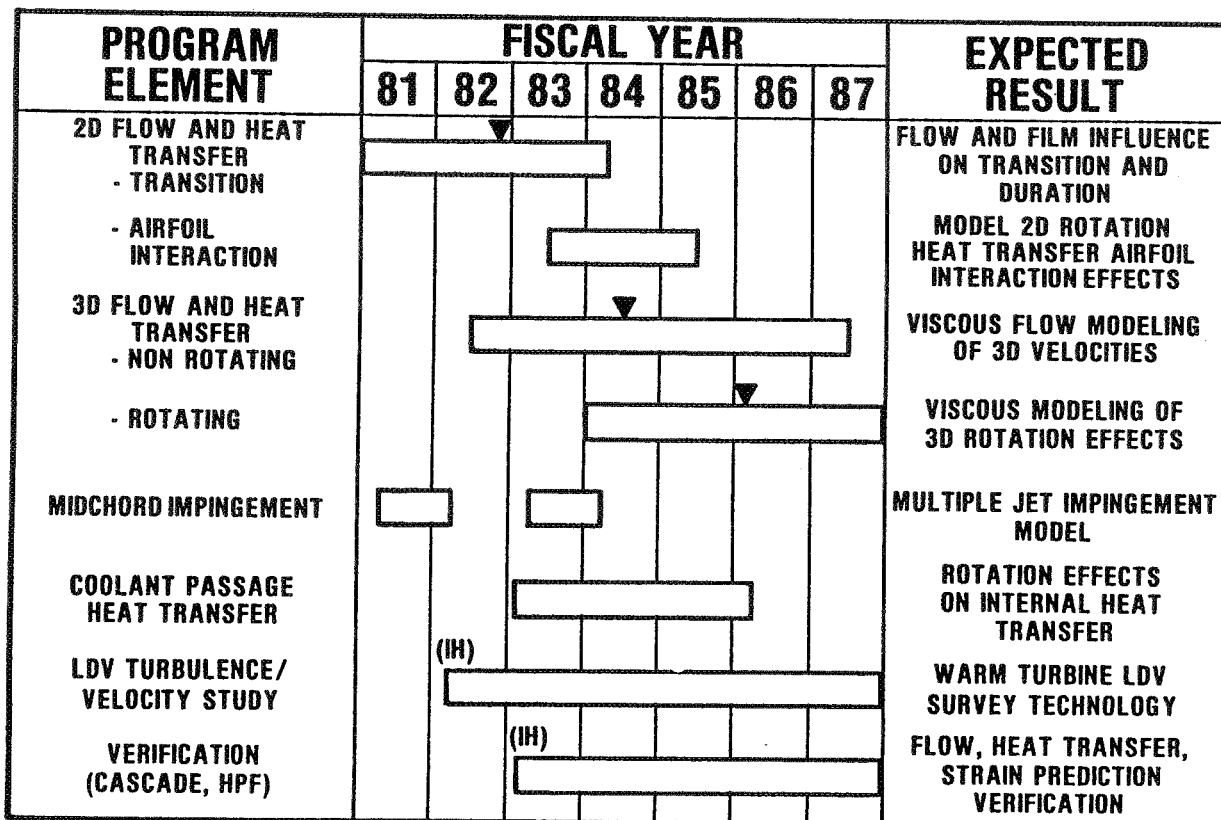 PROGRAM
ELEMENT
FISCAL YEAR
81 82 83 84 85 86 87
EXPECTED
RESULT
2D FLOW AND HEAT
TRANSFER
- TRANSITION
FLOW AND FILM INFLUENCE
ON TRANSITION AND
DURATION
- AIRFOIL
INTERACTION
MODEL 2D ROTATION
HEAT TRANSFER AIRFOIL
INTERACTION EFFECTS
3D FLOW AND HEAT
TRANSFER
- NON ROTATING
VISCOUS FLOW MODELING
OF 3D VELOCITIES
- ROTATING
VISCOUS MODELING OF
3D ROTATION EFFECTS
MIDCHORD IMPINGEMENT
MULTIPLE JET IMPINGEMENT
MODEL
COOLANT PASSAGE
HEAT TRANSFER
ROTATION EFFECTS
ON INTERNAL HEAT
TRANSFER
LDV TURBULENCE/
VELOCITY STUDY
(IH)
WARM TURBINE LDV
SURVEY TECHNOLOGY
VERIFICATION
(CASCADE, HPF)
(IH)
FLOW, HEAT TRANSFER,
STRAIN PREDICTION
VERIFICATION